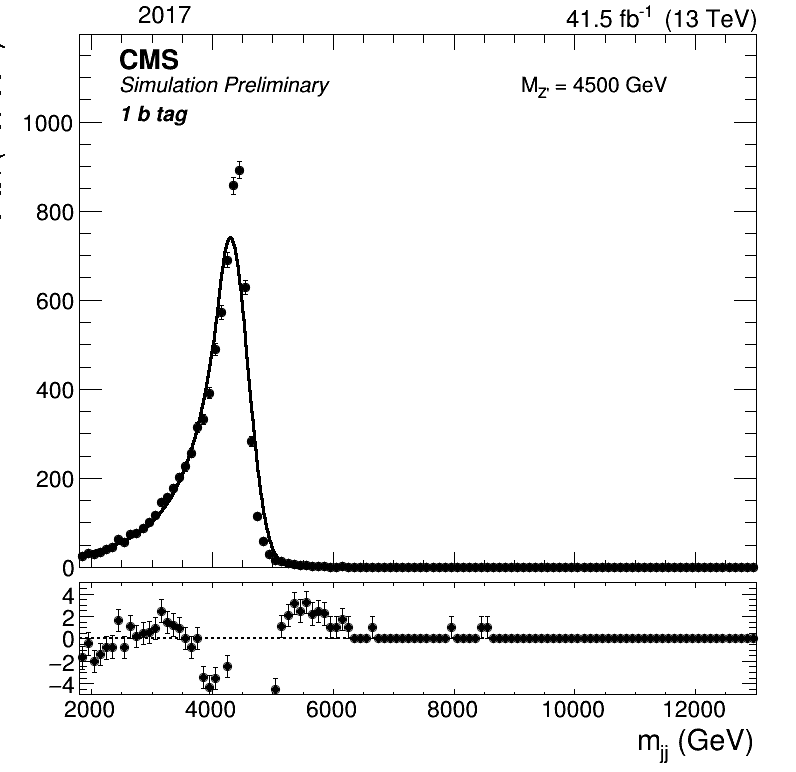 2017 41.5 fb⁻¹ (13 TeV)
CMS
Simulation Preliminary
M_Z' = 4500 GeV
1 b tag
1000
800
600
400
200
0
4
2
0
−2
−4
2000 4000 6000 8000 10000 12000
m_jj (GeV)